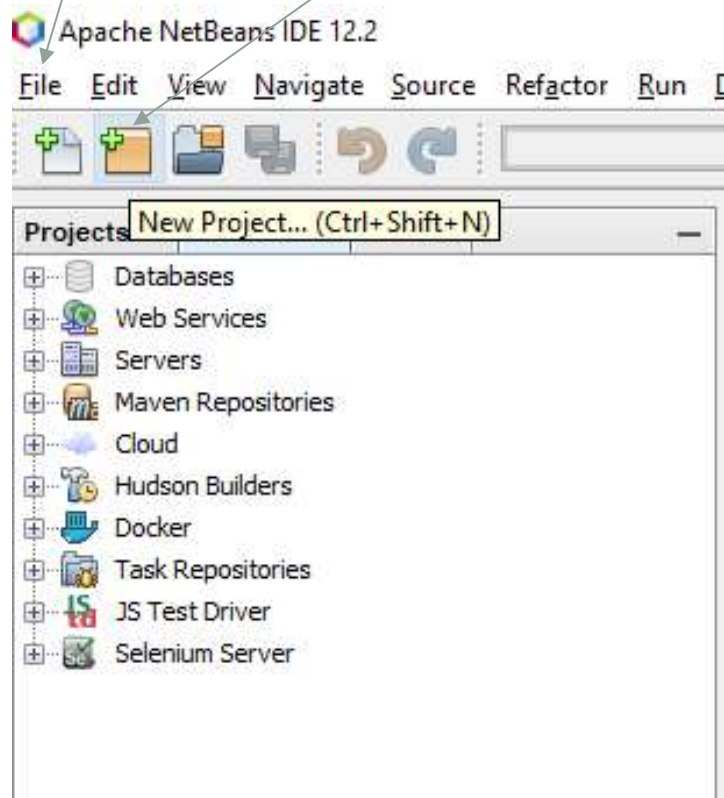 Apache NetBeans IDE 12.2
File Edit View Navigate Source Refactor Run
Projects
New Project... (Ctrl+Shift+N)
Databases
Web Services
Servers
Maven Repositories
Cloud
Hudson Builders
Docker
Task Repositories
JS Test Driver
Selenium Server